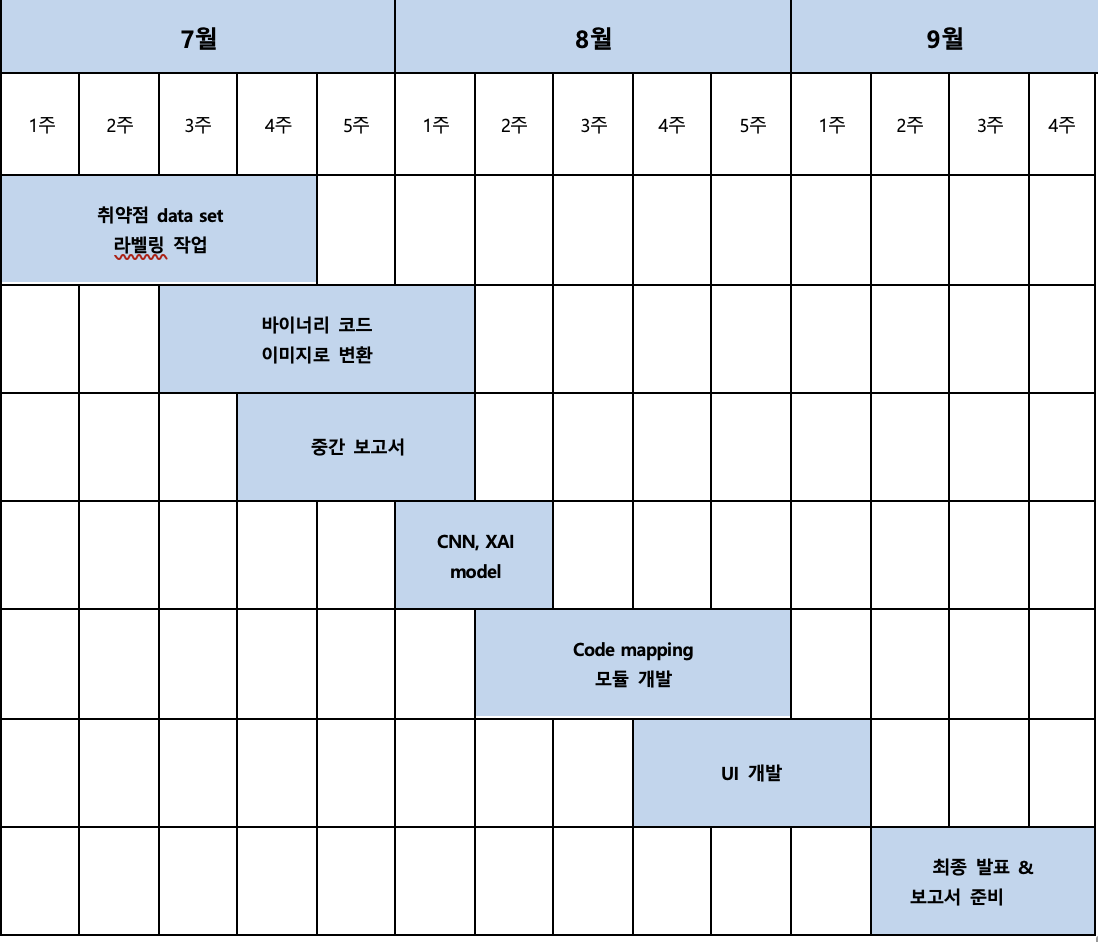 7월 8월 9월
1주 2주 3주 4주 5주 1주 2주 3주 4주 5주 1주 2주 3주 4주
취약점 data set
라벨링 작업
바이너리 코드
이미지로 변환
중간 보고서
CNN, XAI
model
Code mapping
모듈 개발
UI 개발
최종 발표 &
보고서 준비